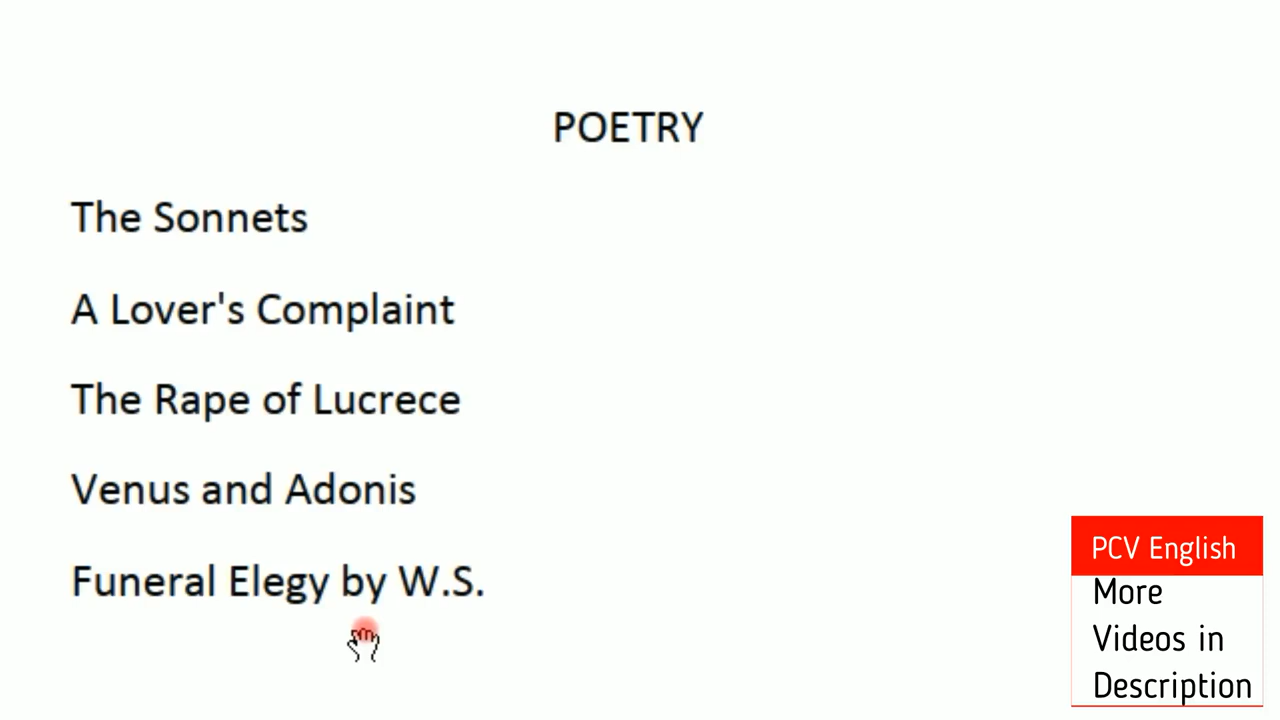 POETRY
The Sonnets
A Lover's Complaint
The Rape of Lucrece
Venus and Adonis
Funeral Elegy by W.S.
PCV English
More
Videos in
Description